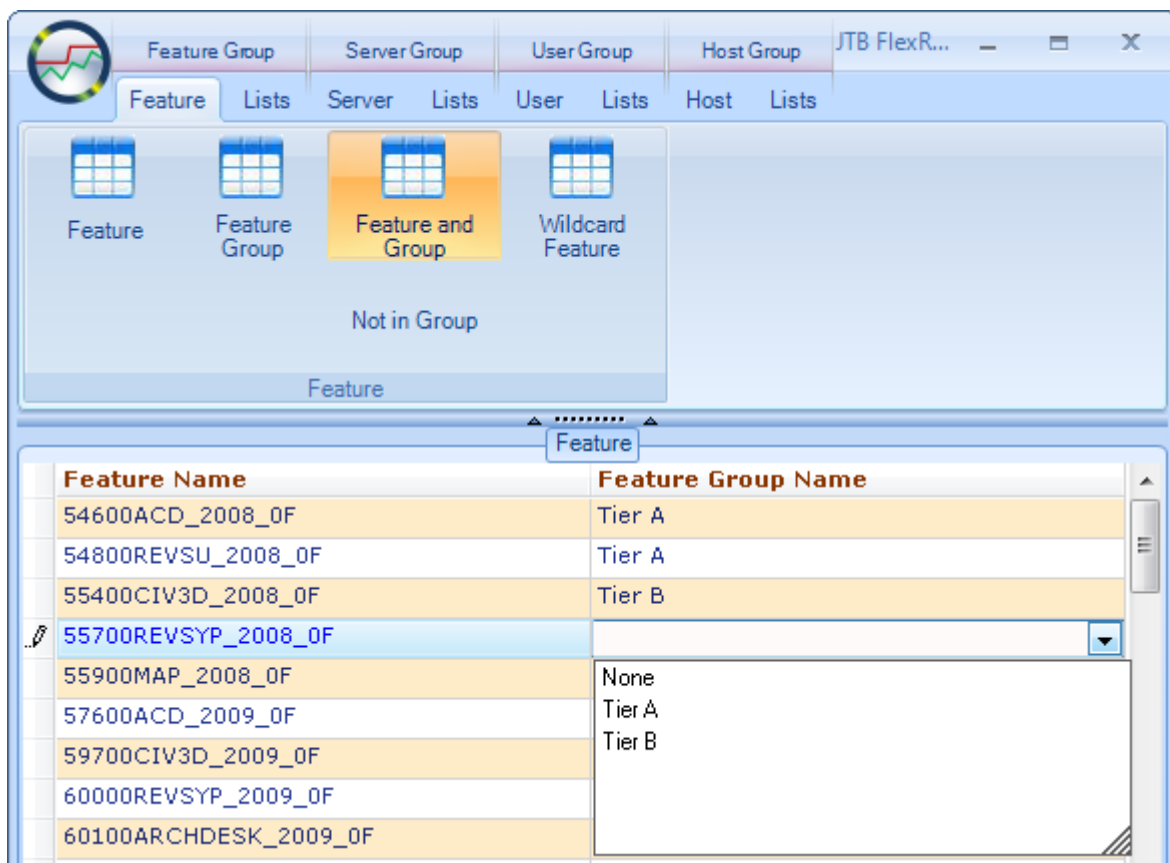 Feature Group Server Group User Group Host Group JTB FlexR...
Feature Lists Server Lists User Lists Host Lists
Feature
Feature
Group
Feature and
Group
Wildcard
Feature
Not in Group
Feature
Feature
Feature Name Feature Group Name
54600ACD_2008_0F Tier A
54800REVSU_2008_0F Tier A
55400CIV3D_2008_0F Tier B
55700REVSYP_2008_0F
55900MAP_2008_0F None
57600ACD_2009_0F Tier A
59700CIV3D_2009_0F Tier B
60000REVSYP_2009_0F
60100ARCHDESK_2009_0F